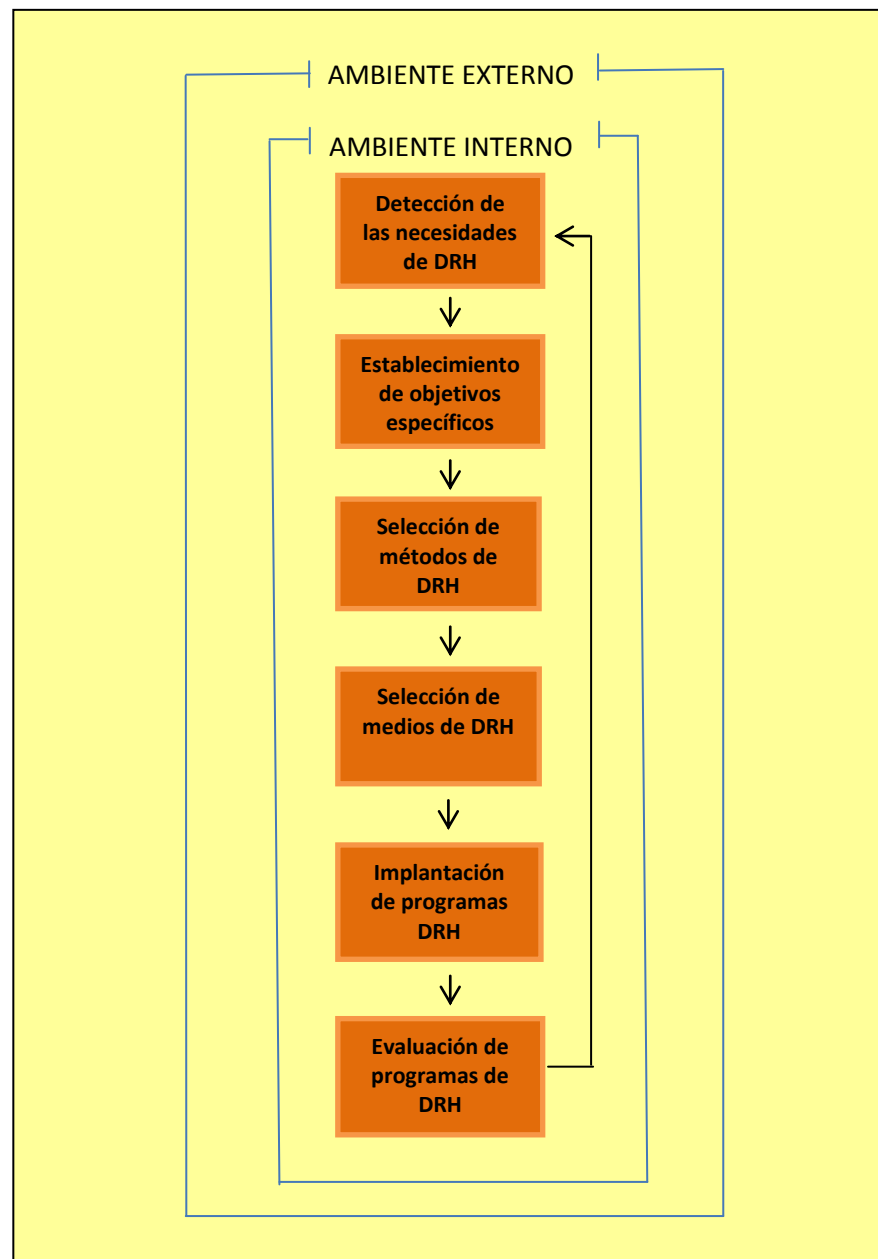 AMBIENTE EXTERNO
AMBIENTE INTERNO
Detección de
las necesidades
de DRH
Establecimiento
de objetivos
específicos
Selección de
métodos de
DRH
Selección de
medios de DRH
Implantación
de programas
DRH
Evaluación de
programas de
DRH